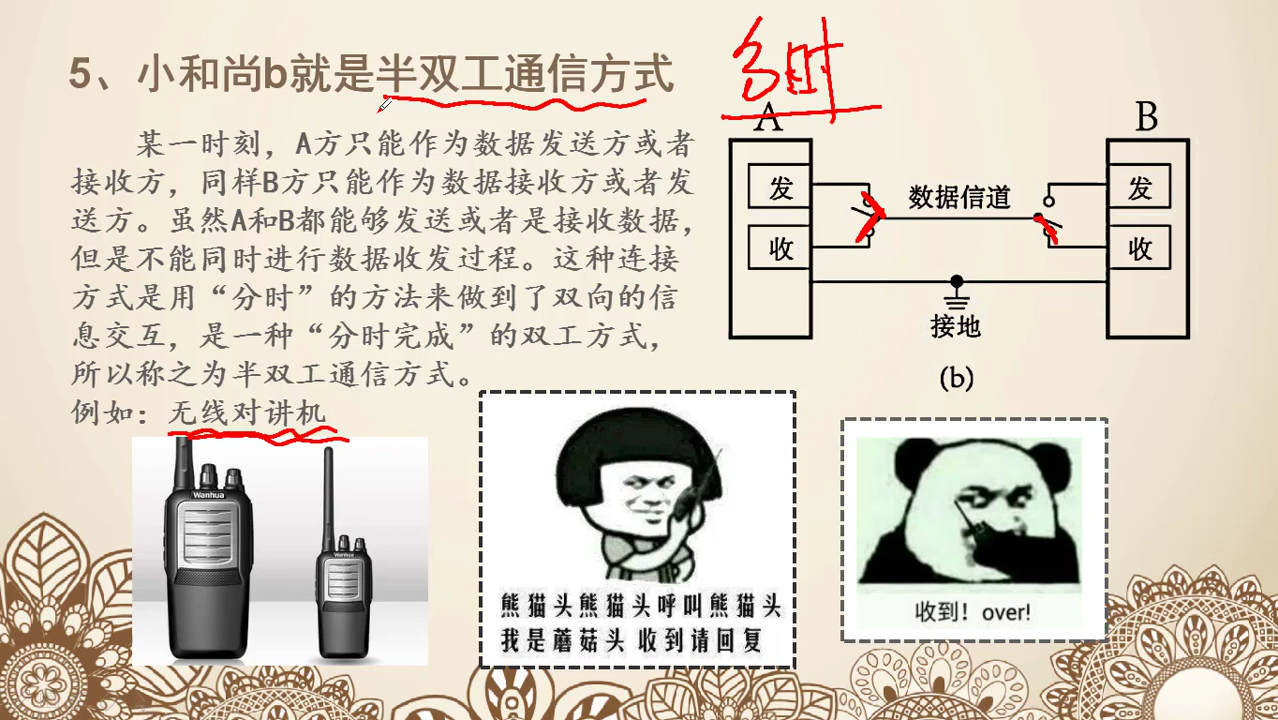 5、小和尚b就是半双工通信方式
分时
某一时刻，A方只能作为数据发送方或者
接收方，同样B方只能作为数据接收方或者发
送方。虽然A和B都能够发送或者是接收数据，
但是不能同时进行数据收发过程。这种连接
方式是用“分时”的方法来做到了双向的信
息交互，是一种“分时完成”的双工方式，
所以称之为半双工通信方式。
例如：无线对讲机
A
B
发
数据信道
发
收
收
接地
(b)
Wanhua
Wanhua
熊猫头熊猫头呼叫熊猫头
我是蘑菇头 收到请回复
收到！over!